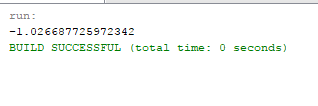 run:
-1.026687725972342
BUILD SUCCESSFUL (total time: 0 seconds)